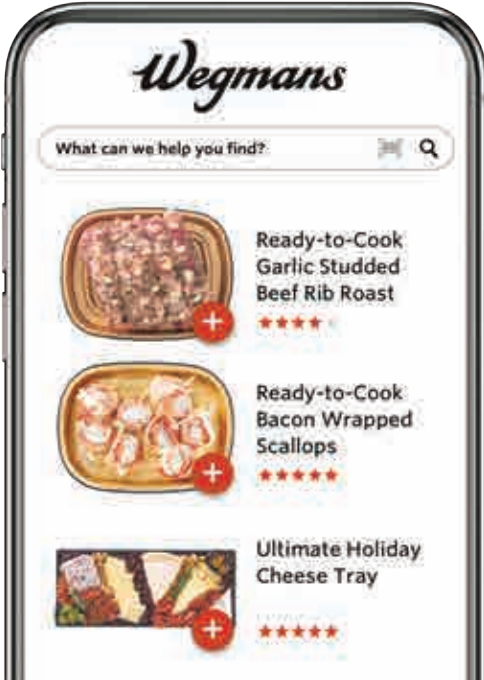 Wegmans
What can we help you find?
Ready-to-Cook
Garlic Studded
Beef Rib Roast
Ready-to-Cook
Bacon Wrapped
Scallops
Ultimate Holiday
Cheese Tray